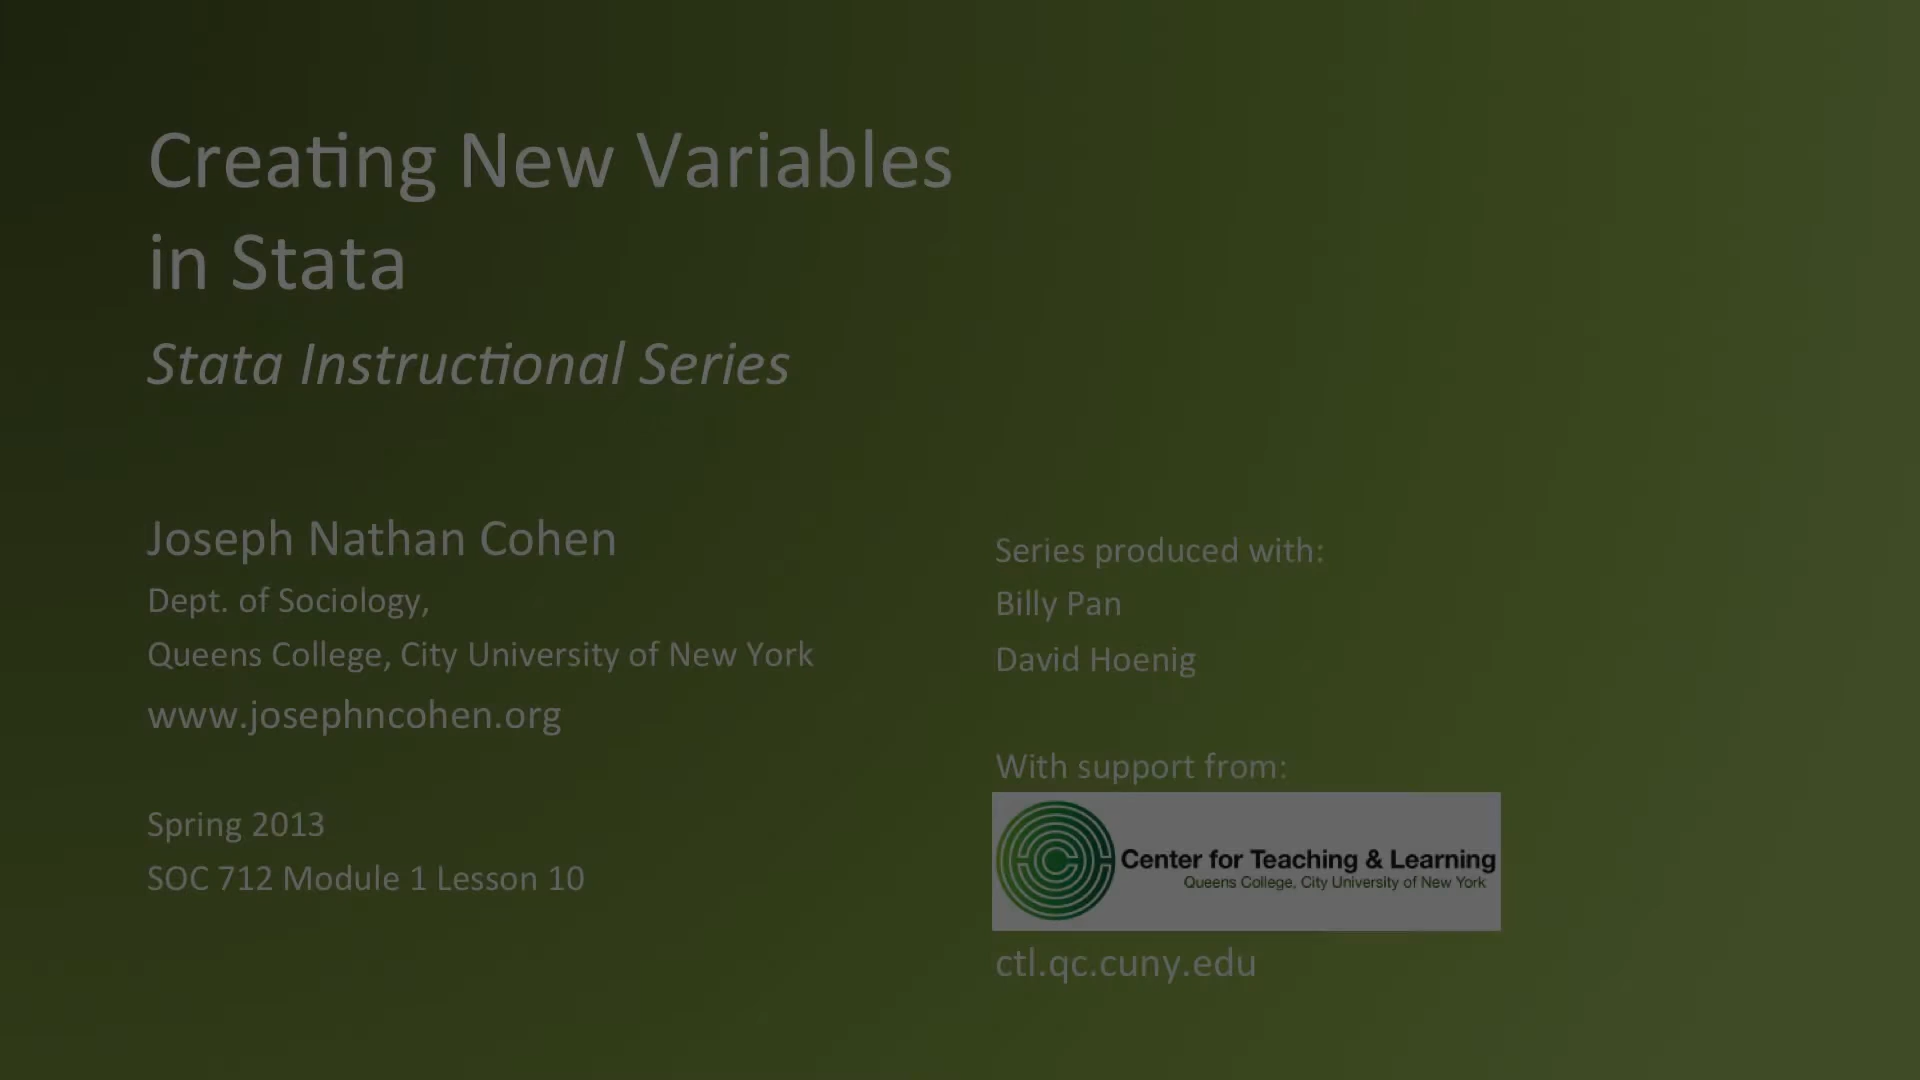 Creating New Variables
in Stata
Stata Instructional Series
Joseph Nathan Cohen
Dept. of Sociology,
Queens College, City University of New York
www.josephncohen.org
Spring 2013
SOC 712 Module 1 Lesson 10
Series produced with:
Billy Pan
David Hoenig
With support from:
Center for Teaching & Learning
Queens College, City University of New York
ctl.qc.cuny.edu